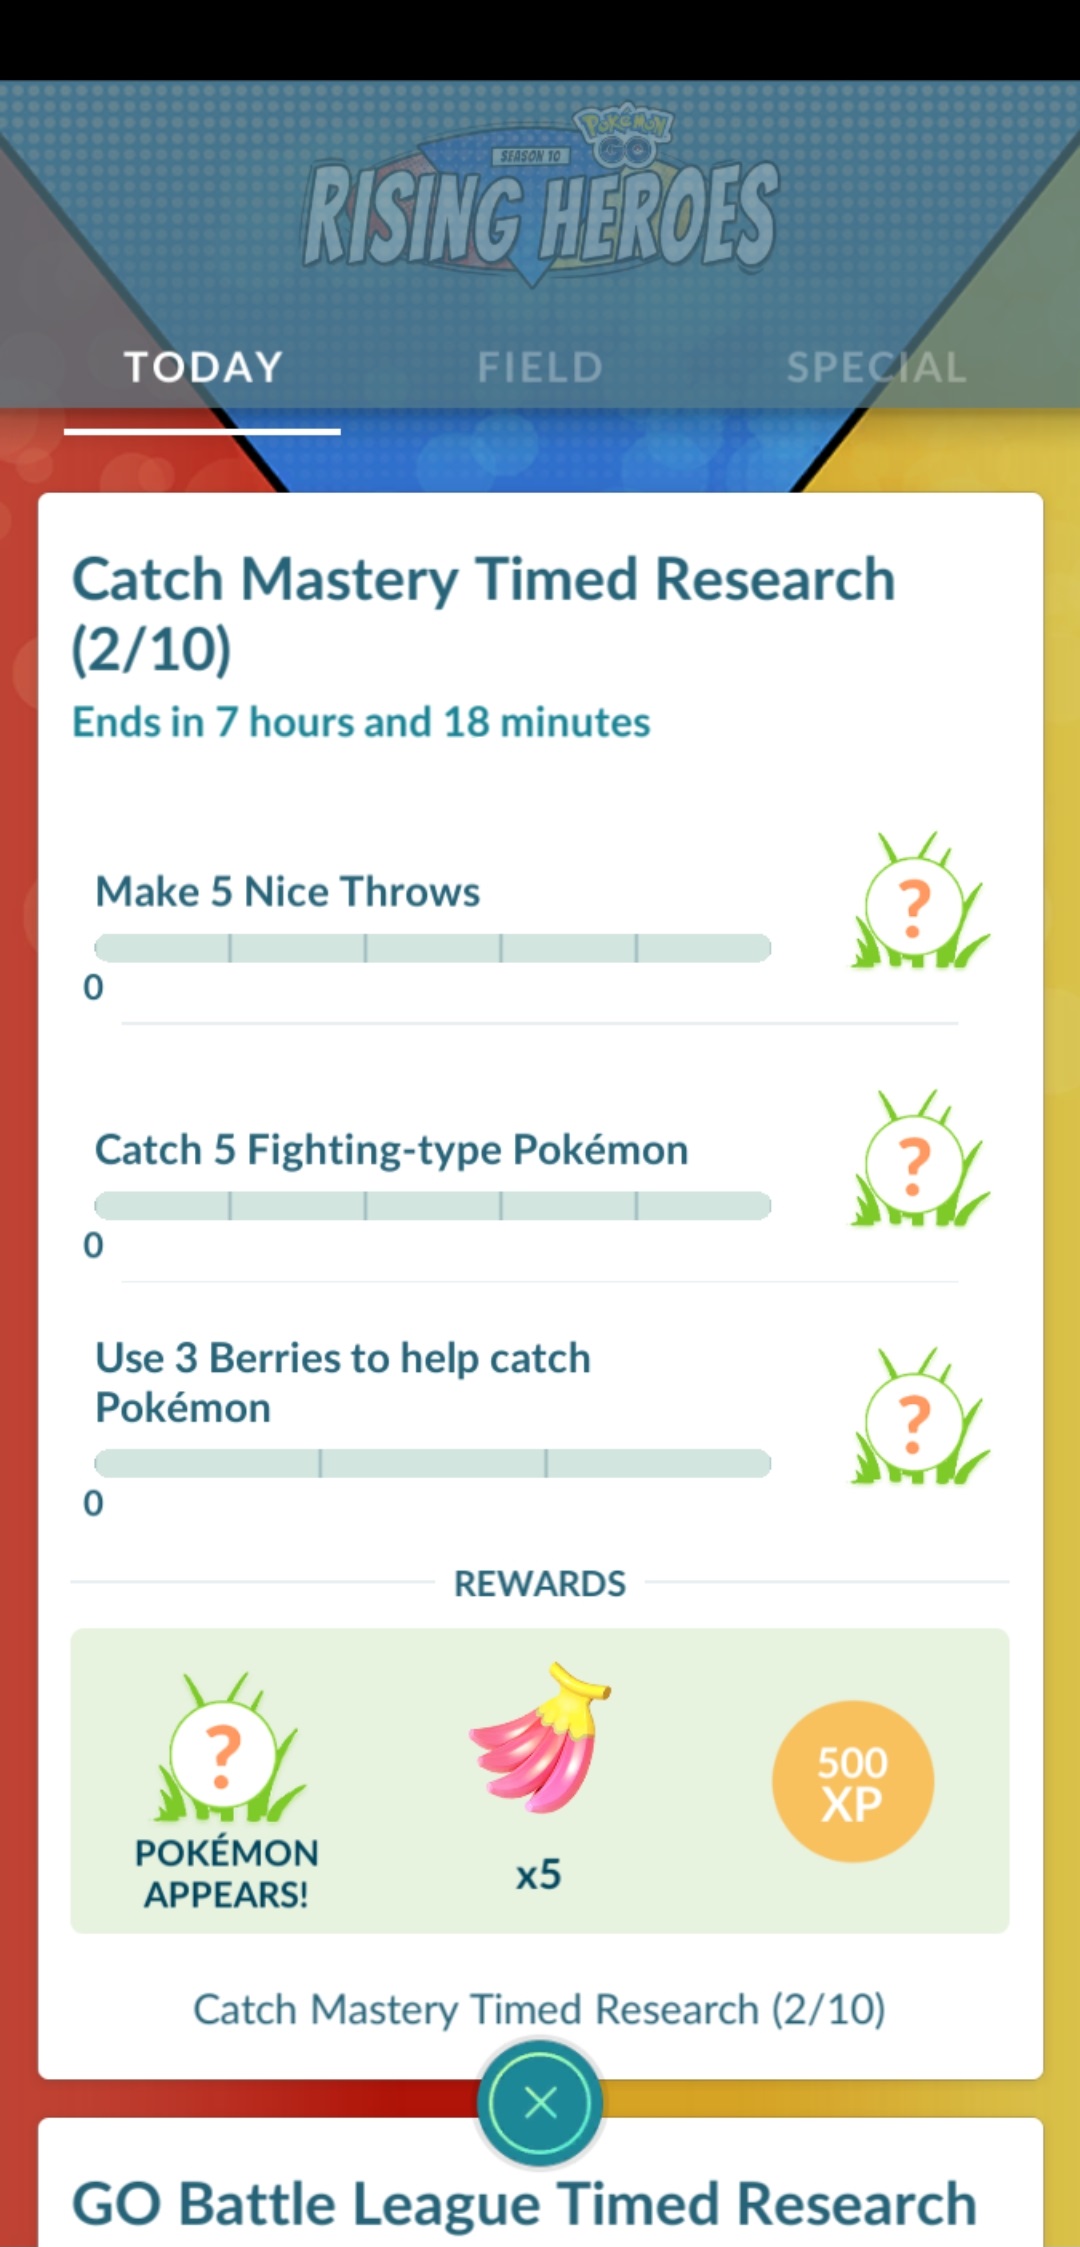 Pokémon
GO
SEASON 10
RISING HEROES
TODAY FIELD SPECIAL
Catch Mastery Timed Research
(2/10)
Ends in 7 hours and 18 minutes
Make 5 Nice Throws
?
0
Catch 5 Fighting-type Pokémon
?
0
Use 3 Berries to help catch
Pokémon
?
0
REWARDS
?
500
XP
POKÉMON
APPEARS!
x5
Catch Mastery Timed Research (2/10)
GO Battle League Timed Research